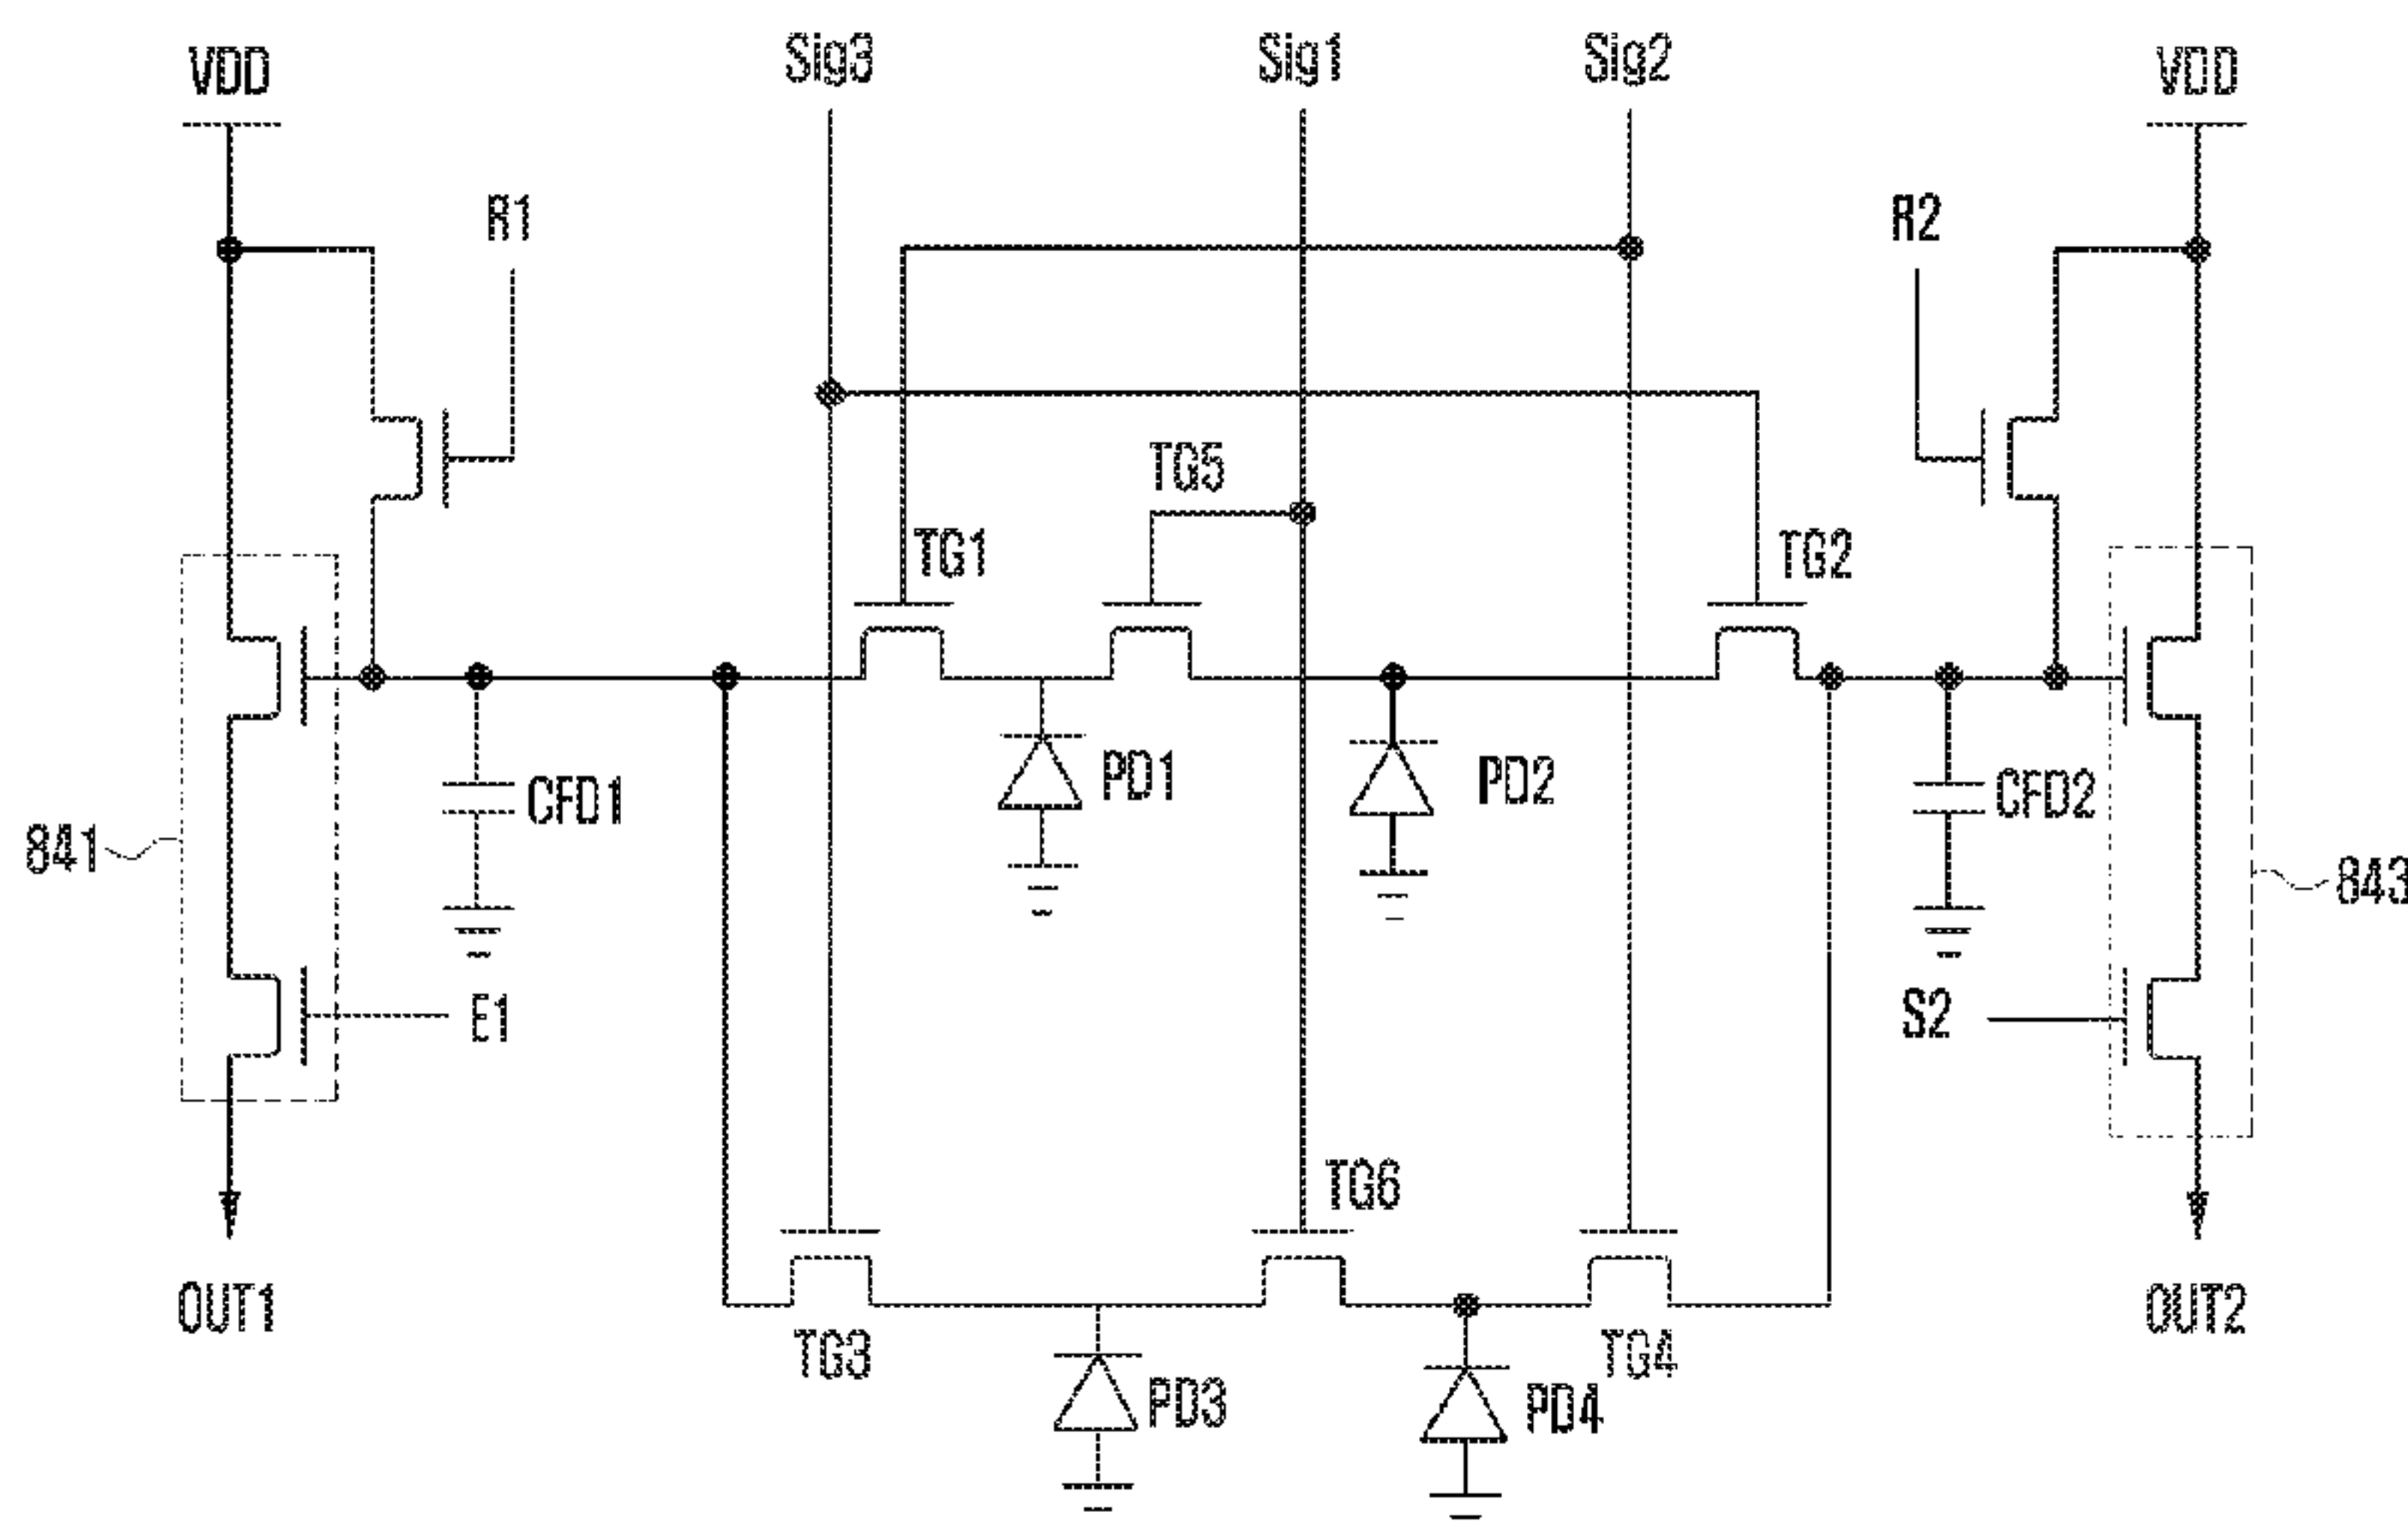 VDD
Sig3
Sig1
Sig2
VDD
R1
R2
TG5
TG1
TG2
PD1
PD2
CFD1
CFD2
841
843
E1
S2
TG6
OUT1
OUT2
TG3
TG4
PD3
PD4